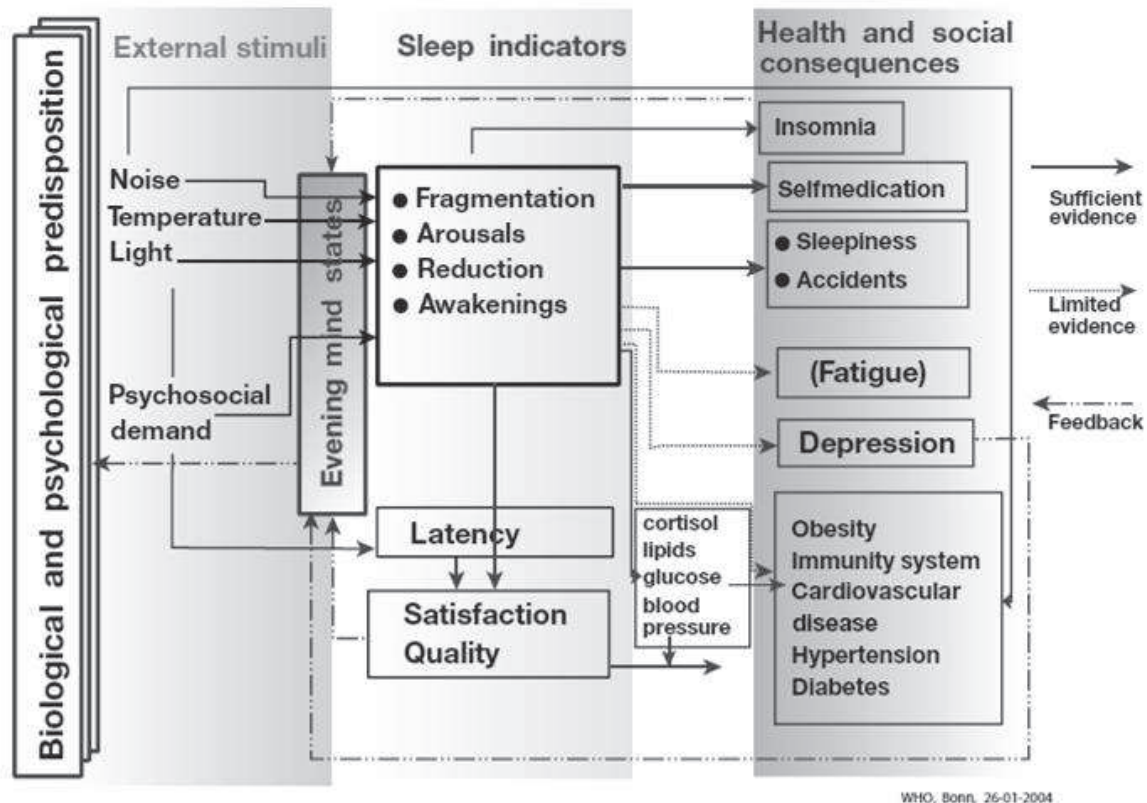 Biological and psychological predisposition
External stimuli
Sleep indicators
Health and social
consequences
Noise
Temperature
Light
Psychosocial
demand
Evening mind states
● Fragmentation
● Arousals
● Reduction
● Awakenings
Latency
Satisfaction
Quality
cortisol
lipids
glucose
blood
pressure
Insomnia
Selfmedication
● Sleepiness
● Accidents
(Fatigue)
Depression
Obesity
Immunity system
Cardiovascular
disease
Hypertension
Diabetes
Sufficient
evidence
Limited
evidence
Feedback
WHO, Bonn, 26-01-2004